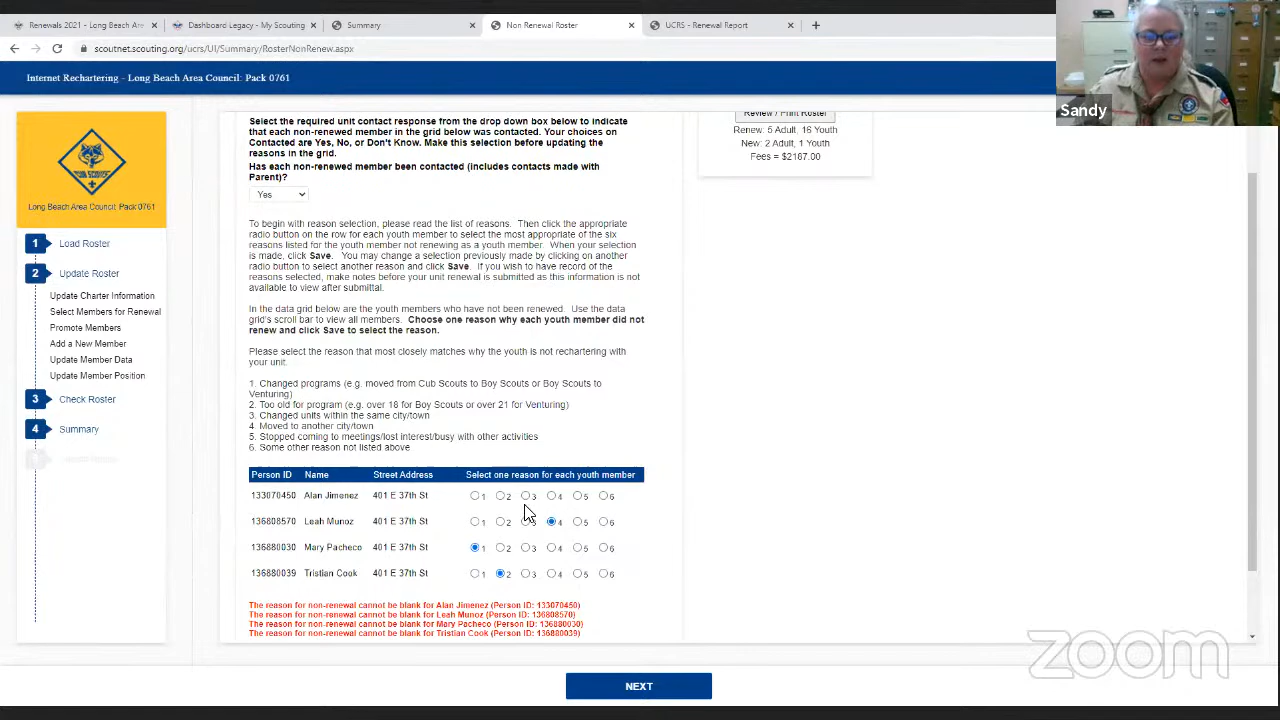 Renewals 2021 - Long Beach Are
Dashboard Legacy - My Scouting
Summary
Non Renewal Roster
UCRS - Renewal Report
scoutnet.scouting.org/ucrs/UI/Summary/RosterNonRenew.aspx
Internet Rechartering - Long Beach Area Council: Pack 0761
Sandy
CUB SCOUTS
Long Beach Area Council: Pack 0761
1 Load Roster
2 Update Roster
Update Charter Information
Select Members for Renewal
Promote Members
Add a New Member
Update Member Data
Update Member Position
3 Check Roster
4 Summary
Select the required unit contact response from the drop down box below to indicate
that each non-renewed member in the grid below was contacted. Your choices on
Contacted are Yes, No, or Don't Know. Make this selection before updating the
reasons in the grid.
Has each non-renewed member been contacted (includes contacts made with
Parent)?
Yes
To begin with reason selection, please read the list of reasons. Then click the appropriate
radio button on the row for each youth member to select the most appropriate of the six
reasons listed for the youth member not renewing as a youth member. When your selection
is made, click Save. You may change a selection previously made by clicking on another
radio button to select another reason and click Save. If you wish to have record of the
reasons selected, make notes before your unit renewal is submitted as this information is not
available to view after submittal.
In the data grid below are the youth members who have not been renewed. Use the data
grid's scroll bar to view all members. Choose one reason why each youth member did not
renew and click Save to select the reason.
Please select the reason that most closely matches why the youth is not rechartering with
your unit.
1. Changed programs (e.g. moved from Cub Scouts to Boy Scouts or Boy Scouts to
Venturing)
2. Too old for program (e.g. over 18 for Boy Scouts or over 21 for Venturing)
3. Changed units within the same city/town
4. Moved to another city/town
5. Stopped coming to meetings/lost interest/busy with other activities
6. Some other reason not listed above
Person ID Name Street Address Select one reason for each youth member
133070450 Alan Jimenez 401 E 37th St 1 2 3 4 5 6
136808570 Leah Munoz 401 E 37th St 1 2 4 5 6
136880030 Mary Pacheco 401 E 37th St 1 2 3 4 5 6
136880039 Tristian Cook 401 E 37th St 1 2 3 4 5 6
The reason for non-renewal cannot be blank for Alan Jimenez (Person ID: 133070450)
The reason for non-renewal cannot be blank for Leah Munoz (Person ID: 136808570)
The reason for non-renewal cannot be blank for Mary Pacheco (Person ID: 136880030)
The reason for non-renewal cannot be blank for Tristian Cook (Person ID: 136880039)
Review / Print Roster
Renew: 5 Adult, 16 Youth
New: 2 Adult, 1 Youth
Fees = $2187.00
NEXT
zoom